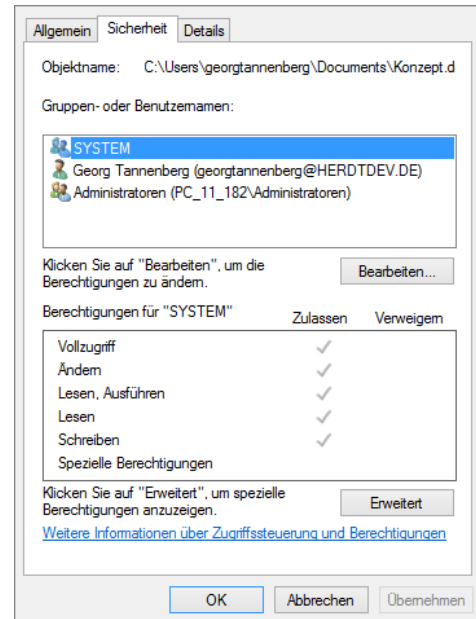 Allgemein Sicherheit Details
Objektname: C:\Users\georgtannenberg\Documents\Konzept.d
Gruppen- oder Benutzernamen:
SYSTEM
Georg Tannenberg (georgtannenberg@HERDTDEV.DE)
Administratoren (PC_11_182\Administratoren)
Klicken Sie auf "Bearbeiten", um die
Berechtigungen zu ändern.
Bearbeiten...
Berechtigungen für "SYSTEM" Zulassen Verweigern
Vollzugriff
Ändern
Lesen, Ausführen
Lesen
Schreiben
Spezielle Berechtigungen
Klicken Sie auf "Erweitert", um spezielle
Berechtigungen anzuzeigen.
Erweitert
Weitere Informationen über Zugriffssteuerung und Berechtigungen
OK Abbrechen Übernehmen